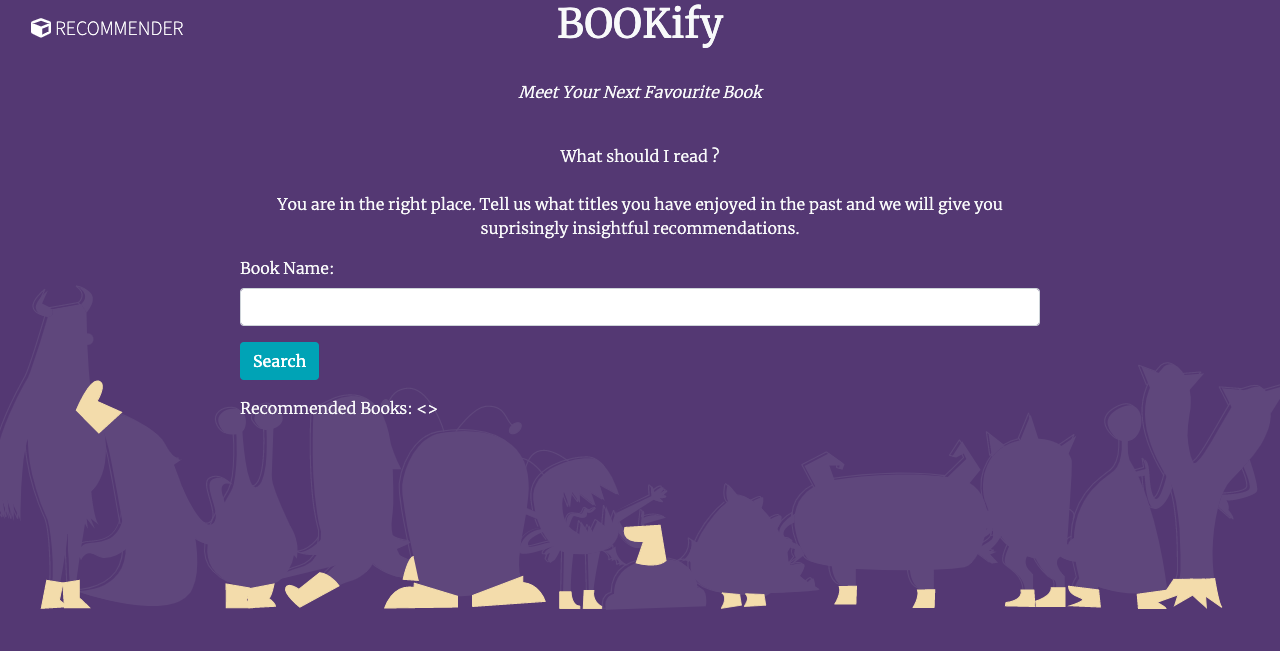 RECOMMENDER
BOOKify
Meet Your Next Favourite Book
What should I read ?
You are in the right place. Tell us what titles you have enjoyed in the past and we will give you
suprisingly insightful recommendations.
Book Name:
Search
Recommended Books: <>